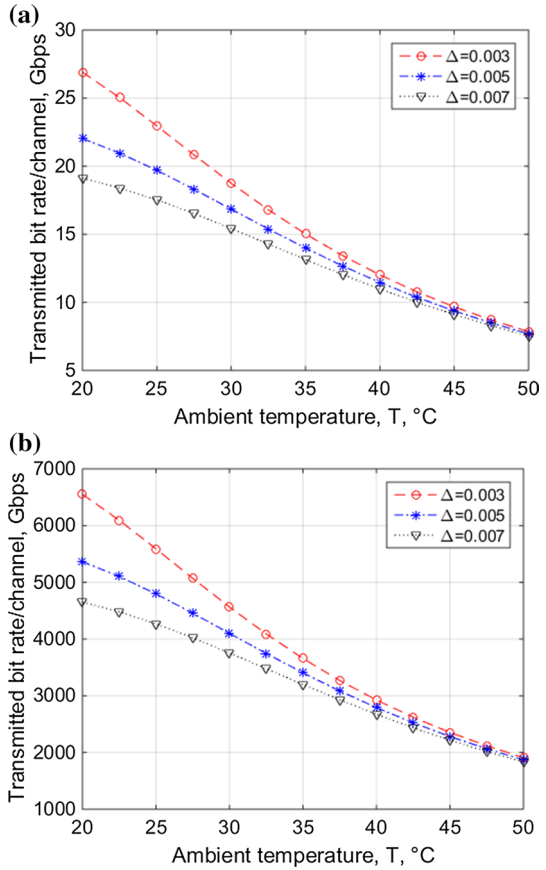 (a)
Transmitted bit rate/channel, Gbps
30
25
20
15
10
5
Δ=0.003
Δ=0.005
Δ=0.007
20 25 30 35 40 45 50
Ambient temperature, T, °C
(b)
Transmitted bit rate/channel, Gbps
7000
6000
5000
4000
3000
2000
1000
Δ=0.003
Δ=0.005
Δ=0.007
20 25 30 35 40 45 50
Ambient temperature, T, °C